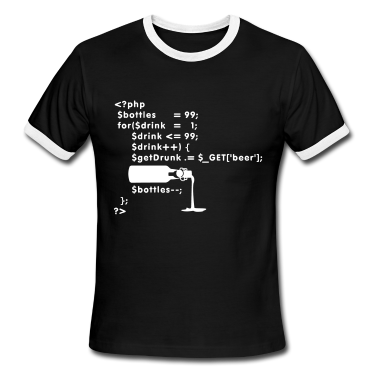 <?php
$bottles = 99;
for($drink = 1;
$drink <= 99;
$drink++) {
$getDrunk .= $_GET['beer'];
$bottles--;
};
?>